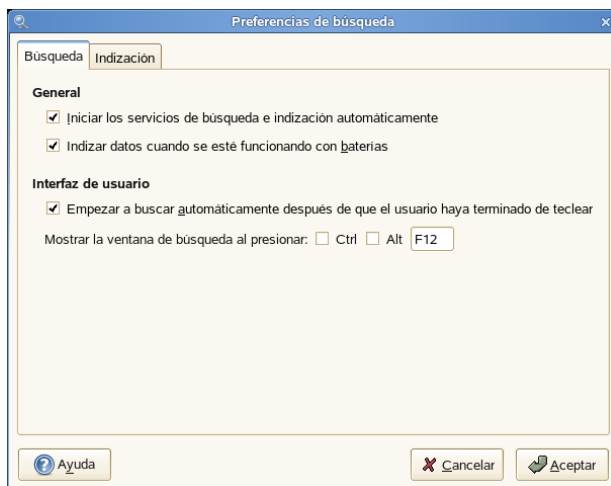 Preferencias de búsqueda
Búsqueda Indización
General
Iniciar los servicios de búsqueda e indización automáticamente
Indizar datos cuando se esté funcionando con baterías
Interfaz de usuario
Empezar a buscar automáticamente después de que el usuario haya terminado de teclear
Mostrar la ventana de búsqueda al presionar: Ctrl Alt F12
Ayuda Cancelar Aceptar